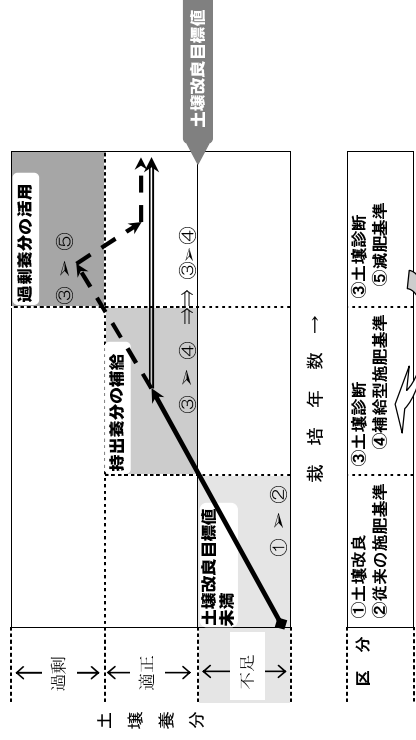 土壌改良目標値
過剰養分の活用
③ ➤ ⑤
持出養分の補給
③ ➤ ④ ⇒⇒ ③➤④
土壌改良目標値
未満
① ➤ ②
過剰
適正
不足
土壌養分
栽培年数 →
区分
①土壌改良
②従来の施肥基準
③土壌診断
④補給型施肥基準
③土壌診断
⑤減肥基準